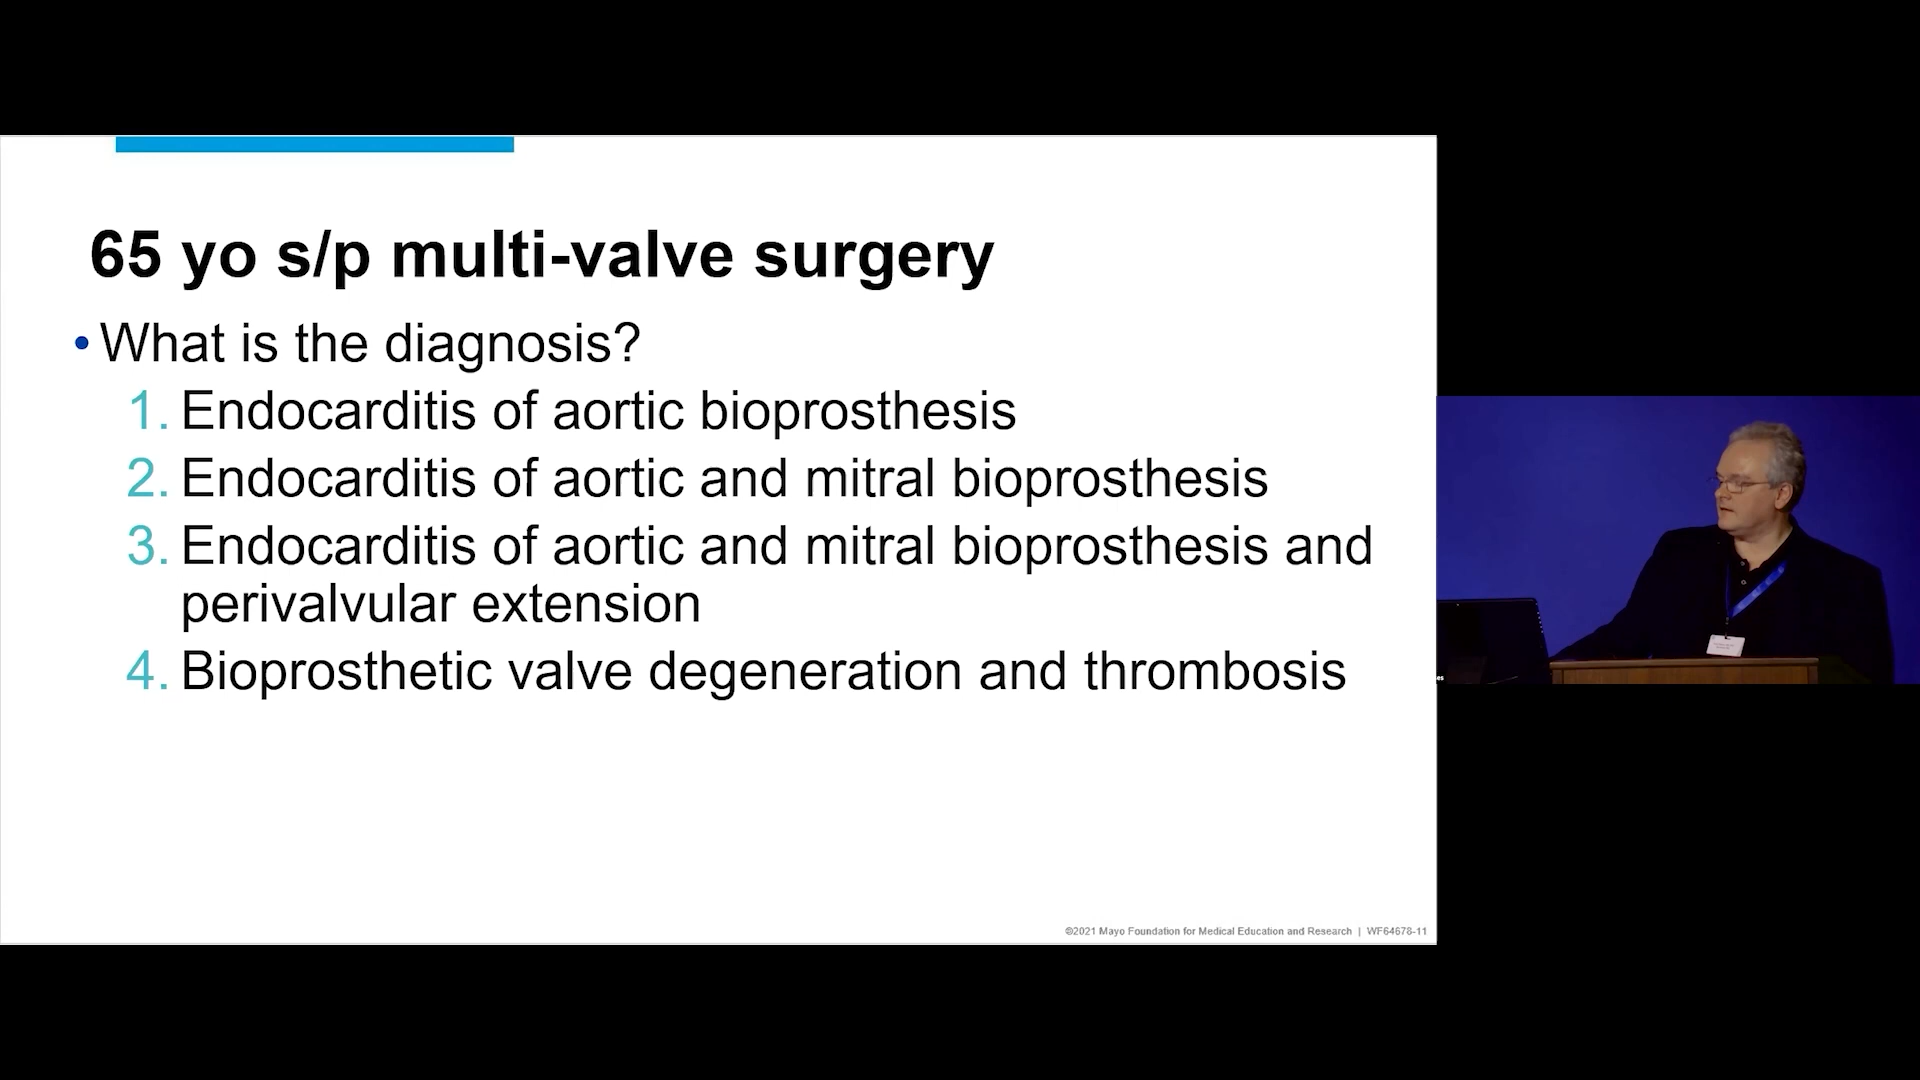 65 yo s/p multi-valve surgery
• What is the diagnosis?
1. Endocarditis of aortic bioprosthesis
2. Endocarditis of aortic and mitral bioprosthesis
3. Endocarditis of aortic and mitral bioprosthesis and
perivalvular extension
4. Bioprosthetic valve degeneration and thrombosis
©2021 Mayo Foundation for Medical Education and Research | WF64678-11